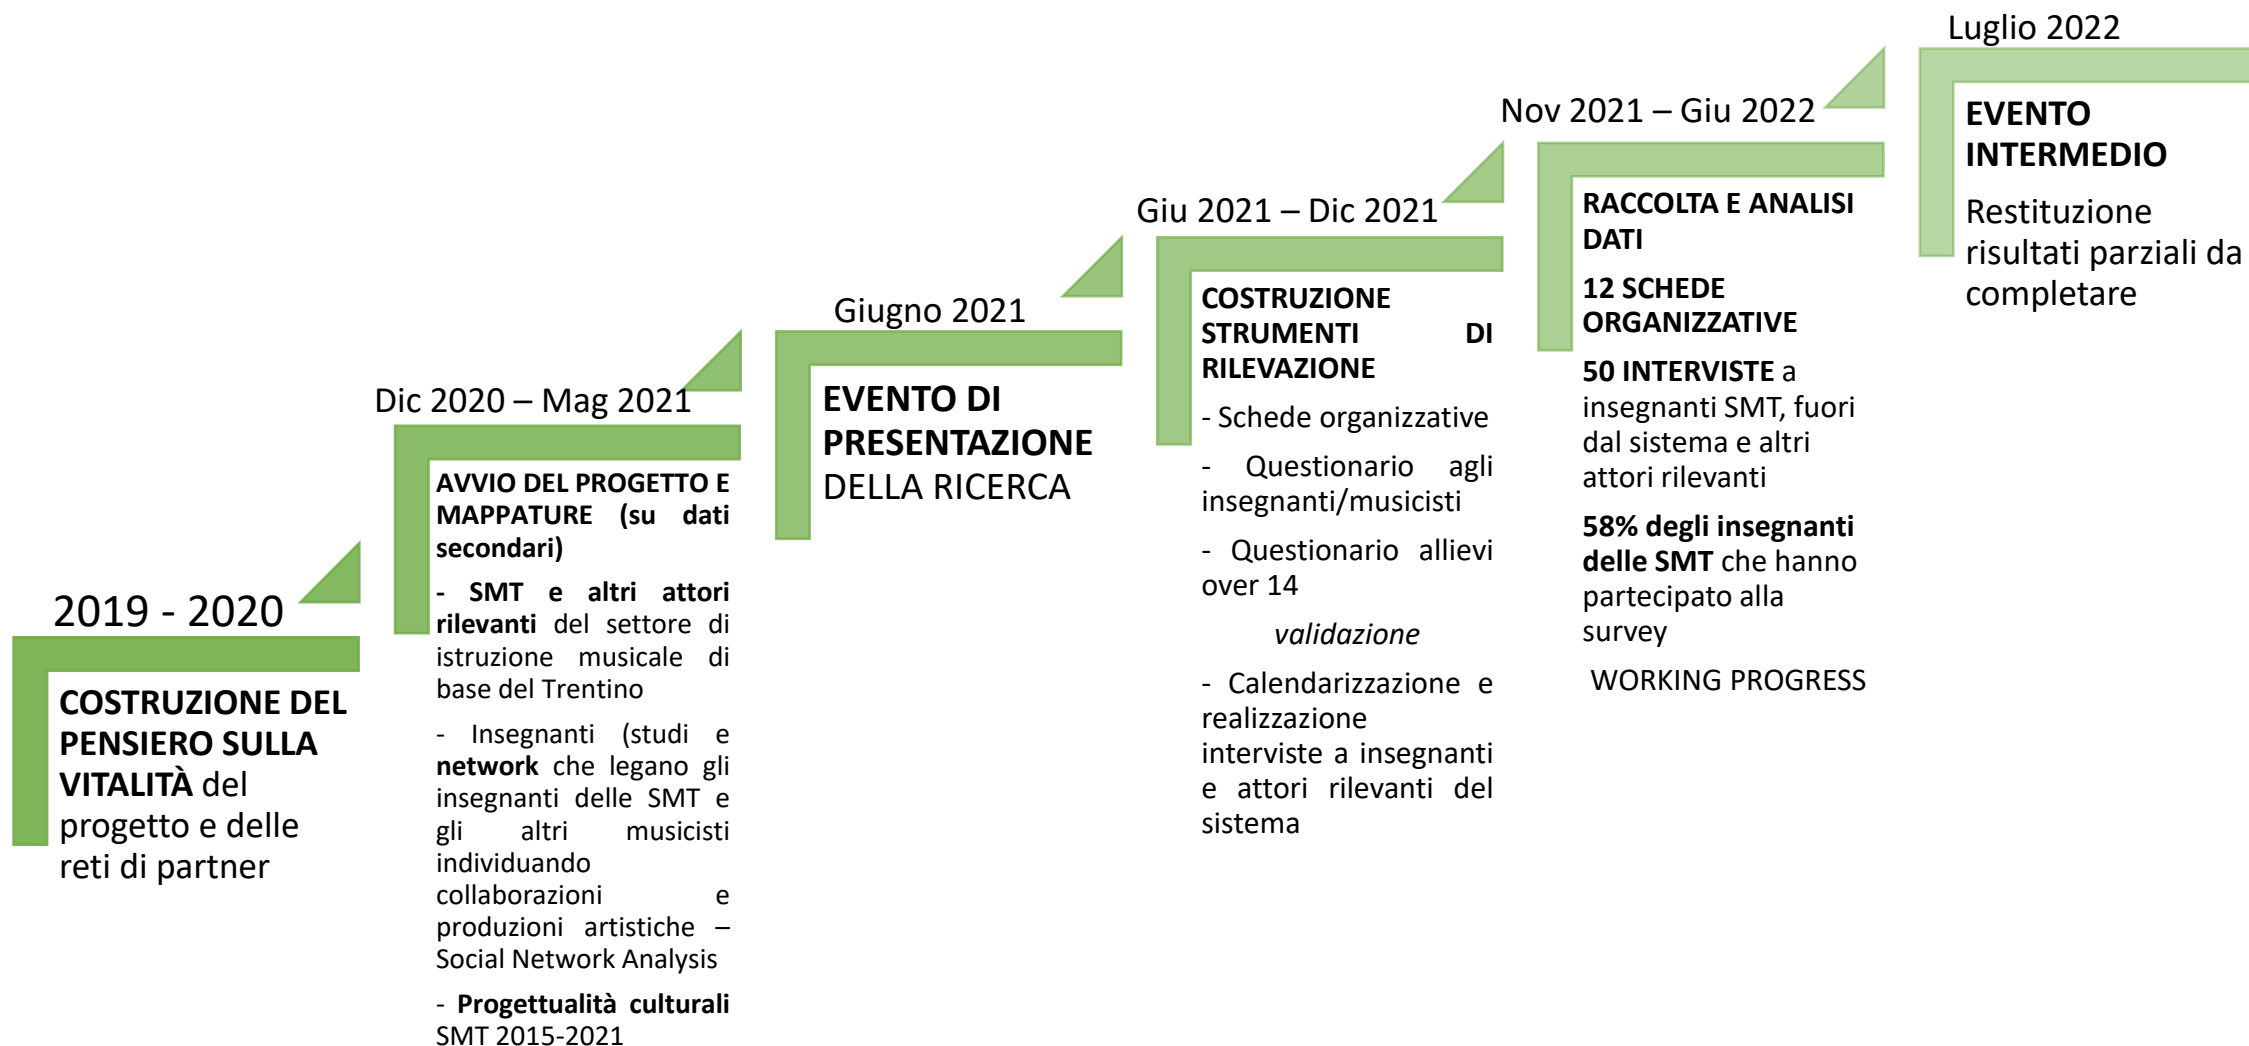 2019 - 2020
COSTRUZIONE DEL
PENSIERO SULLA
VITALITÀ del
progetto e delle
reti di partner
Dic 2020 – Mag 2021
AVVIO DEL PROGETTO E
MAPPATURE (su dati
secondari)
- SMT e altri attori
rilevanti del settore di
istruzione musicale di
base del Trentino
- Insegnanti (studi e
network che legano gli
insegnanti delle SMT e
gli altri musicisti
individuando
collaborazioni e
produzioni artistiche –
Social Network Analysis
- Progettualità culturali
SMT 2015-2021
Giugno 2021
EVENTO DI
PRESENTAZIONE
DELLA RICERCA
Giu 2021 – Dic 2021
COSTRUZIONE
STRUMENTI DI
RILEVAZIONE
- Schede organizzative
- Questionario agli
insegnanti/musicisti
- Questionario allievi
over 14
validazione
- Calendarizzazione e
realizzazione
interviste a insegnanti
e attori rilevanti del
sistema
Nov 2021 – Giu 2022
RACCOLTA E ANALISI
DATI
12 SCHEDE
ORGANIZZATIVE
50 INTERVISTE a
insegnanti SMT, fuori
dal sistema e altri
attori rilevanti
58% degli insegnanti
delle SMT che hanno
partecipato alla
survey
WORKING PROGRESS
Luglio 2022
EVENTO
INTERMEDIO
Restituzione
risultati parziali da
completare